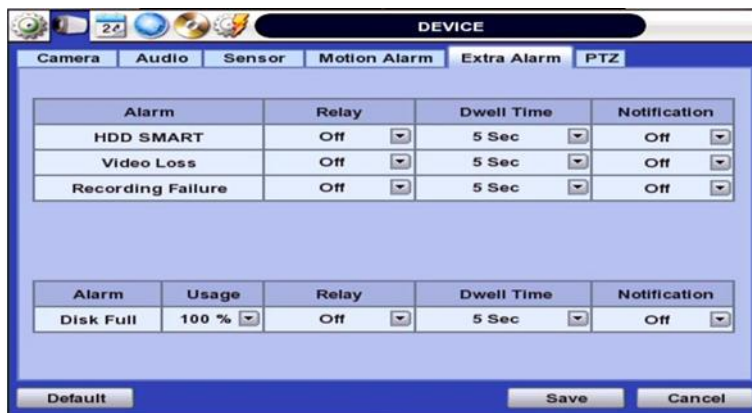 DEVICE
Camera Audio Sensor Motion Alarm Extra Alarm PTZ
Alarm Relay Dwell Time Notification
HDD SMART Off 5 Sec Off
Video Loss Off 5 Sec Off
Recording Failure Off 5 Sec Off
Alarm Usage Relay Dwell Time Notification
Disk Full 100 % Off 5 Sec Off
Default Save Cancel